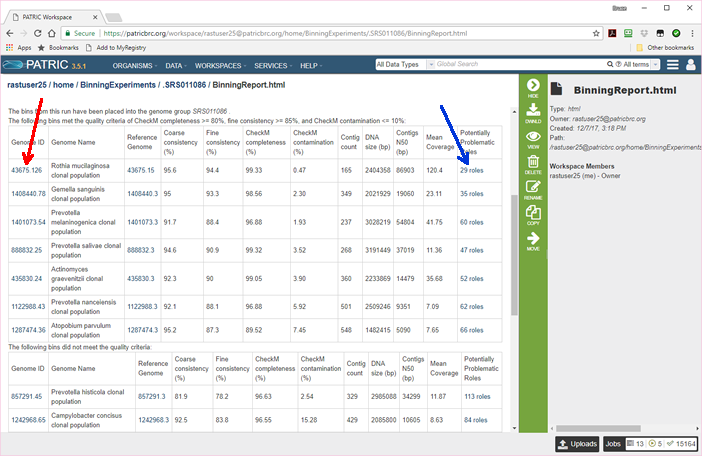 Bruce
PATRIC Workspace
Secure https://patricbrc.org/workspace/rastuser25@patricbrc.org/home/BinningExperiments/.SRS011086/BinningReport.html
Apps Bookmarks Add to MyRegistry Other bookmarks
PATRIC 3.5.1 ORGANISMS DATA WORKSPACES SERVICES HELP All Data Types Global Search All terms
rastuser25 / home / BinningExperiments / .SRS011086 / BinningReport.html
The bins from this run have been placed into the genome group SRS011086 .
The following bins met the quality criteria of CheckM completeness >= 80%, fine consistency >= 85%, and CheckM contamination <= 10%:
Genome ID Genome Name Reference Genome Coarse consistency (%) Fine consistency (%) CheckM completeness (%) CheckM contamination (%) Contig count DNA size (bp) Contigs N50 (bp) Mean Coverage Potentially Problematic Roles
43675.126 Rothia mucilaginosa clonal population 43675.15 95.6 94.4 99.33 0.47 165 2404358 86903 120.4 29 roles
1408440.78 Gemella sanguinis clonal population 1408440.3 95 93.3 98.56 2.30 349 2021929 19060 23.11 35 roles
1401073.54 Prevotella melaninogenica clonal population 1401073.3 91.7 88.4 96.88 1.93 237 3028219 54804 41.75 60 roles
888832.25 Prevotella salivae clonal population 888832.3 94.6 90.9 99.32 3.52 268 3191449 37019 11.36 47 roles
435830.24 Actinomyces graevenitzii clonal population 435830.3 92.3 90 99.05 3.90 360 2233869 14479 35.68 52 roles
1122988.43 Prevotella nanceiensis clonal population 1122988.3 92.1 88.1 96.88 5.92 501 2509246 9351 7.09 62 roles
1287474.36 Atopobium parvulum clonal population 1287474.3 95.2 87.3 89.52 7.45 548 1482415 5090 7.65 66 roles
The following bins did not meet the quality criteria:
Genome ID Genome Name Reference Genome Coarse consistency (%) Fine consistency (%) CheckM completeness (%) CheckM contamination (%) Contig count DNA size (bp) Contigs N50 (bp) Mean Coverage Potentially Problematic Roles
857291.45 Prevotella histicola clonal population 857291.3 81.9 78.2 96.63 2.54 329 2985088 34299 11.87 113 roles
1242968.65 Campylobacter concisus clonal population 1242968.3 92.5 83.8 96.55 15.28 429 2085800 10605 8.63 84 roles
HIDE
DWNLD
VIEW
DELETE
RENAME
COPY
MOVE
BinningReport.html
Type: html
Owner: rastuser25@patricbrc.org
Created: 12/7/17, 3:18 PM
Path:
/rastuser25@patricbrc.org/home/BinningExperiments
Workspace Members
rastuser25 (me) - Owner
Uploads Jobs 13 5 15164